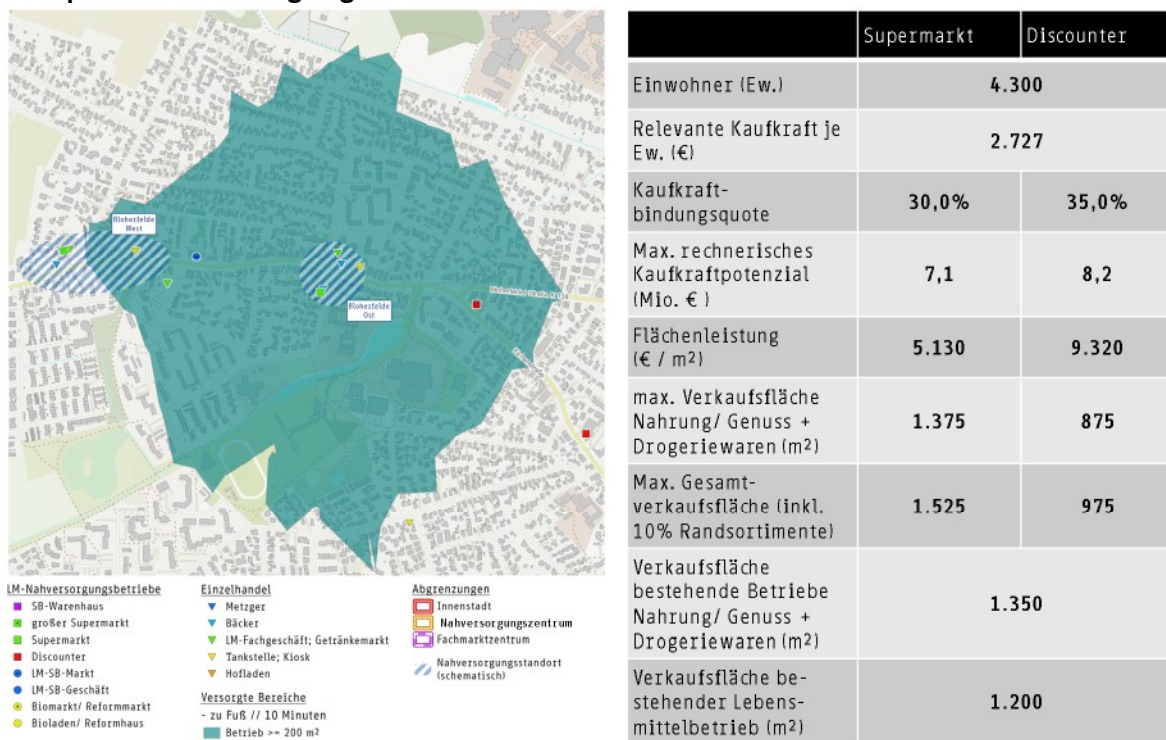 Bloherfelde
West
Bloherfelde
Ost
LM-Nahversorgungsbetriebe
SB-Warenhaus
großer Supermarkt
Supermarkt
Discounter
LM-SB-Markt
LM-SB-Geschäft
Biomarkt/ Reformmarkt
Bioladen/ Reformhaus
Einzelhandel
Metzger
Bäcker
LM-Fachgeschäft; Getränkemarkt
Tankstelle; Kiosk
Hofladen
Versorgte Bereiche
- zu Fuß // 10 Minuten
Betrieb >= 200 m²
Abgrenzungen
Innenstadt
Nahversorgungszentrum
Fachmarktzentrum
Nahversorgungsstandort
(schematisch)
Supermarkt Discounter
Einwohner (Ew.) 4.300
Relevante Kaufkraft je
Ew. (€) 2.727
Kaufkraft-
bindungsquote 30,0% 35,0%
Max. rechnerisches
Kaufkraftpotenzial
(Mio. € ) 7,1 8,2
Flächenleistung
(€ / m²) 5.130 9.320
max. Verkaufsfläche
Nahrung/ Genuss +
Drogeriewaren (m²) 1.375 875
Max. Gesamt-
verkaufsfläche (inkl.
10% Randsortimente) 1.525 975
Verkaufsfläche
bestehende Betriebe
Nahrung/ Genuss +
Drogeriewaren (m²) 1.350
Verkaufsfläche be-
stehender Lebens-
mittelbetrieb (m²) 1.200